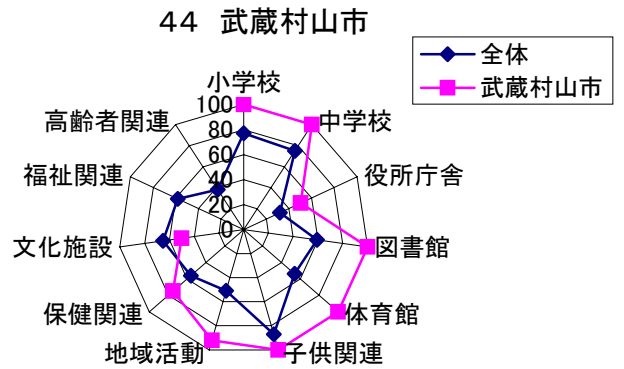 44 武蔵村山市
全体
武蔵村山市
小学校
中学校
役所庁舎
図書館
体育館
子供関連
地域活動
保健関連
文化施設
福祉関連
高齢者関連
100
80
60
40
20
0